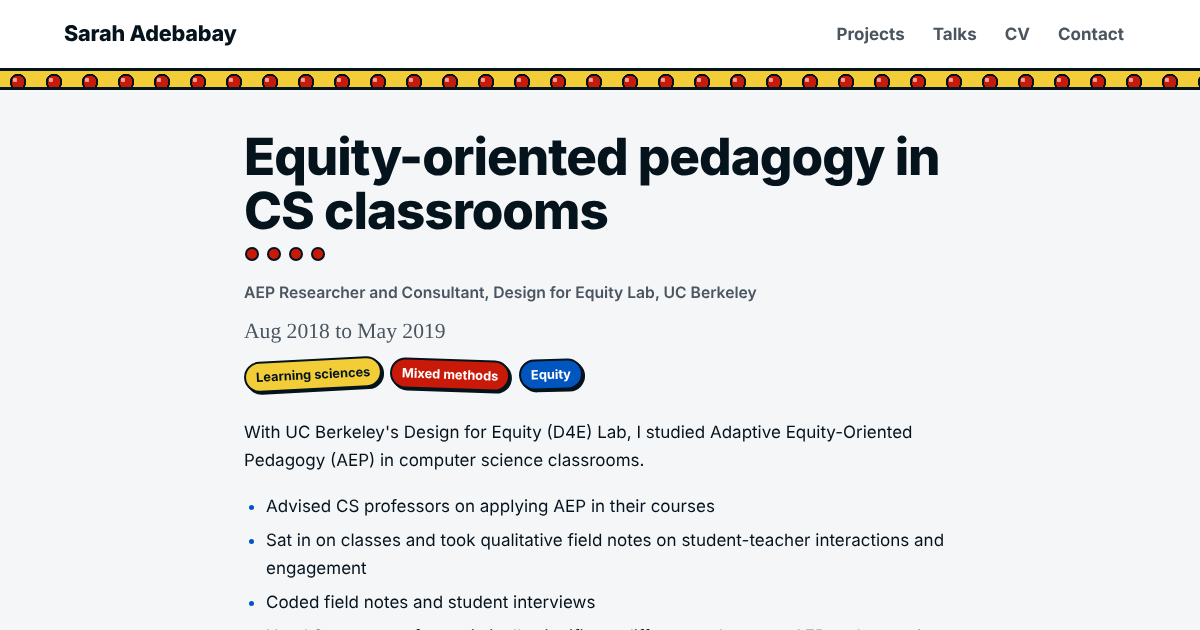 Sarah Adebabay
Projects Talks CV Contact
Equity-oriented pedagogy in
CS classrooms
AEP Researcher and Consultant, Design for Equity Lab, UC Berkeley
Aug 2018 to May 2019
Learning sciences Mixed methods Equity
With UC Berkeley's Design for Equity (D4E) Lab, I studied Adaptive Equity-Oriented
Pedagogy (AEP) in computer science classrooms.
Advised CS professors on applying AEP in their courses
Sat in on classes and took qualitative field notes on student-teacher interactions and
engagement
Coded field notes and student interviews